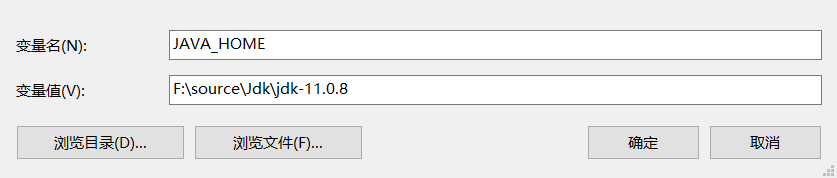 变量名(N):
JAVA_HOME
变量值(V):
F:\source\Jdk\jdk-11.0.8
浏览目录(D)...
浏览文件(F)...
确定
取消